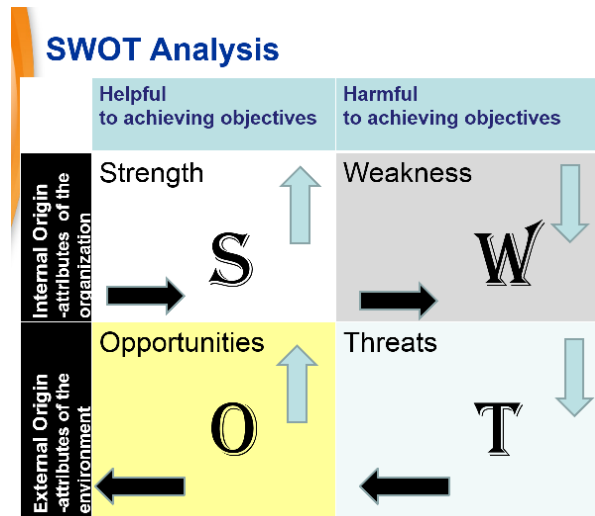 SWOT Analysis
Helpful
to achieving objectives
Harmful
to achieving objectives
Internal Origin
-attributes of the
organization
Strength
S
Weakness
W
External Origin
-attributes of the
environment
Opportunities
O
Threats
T